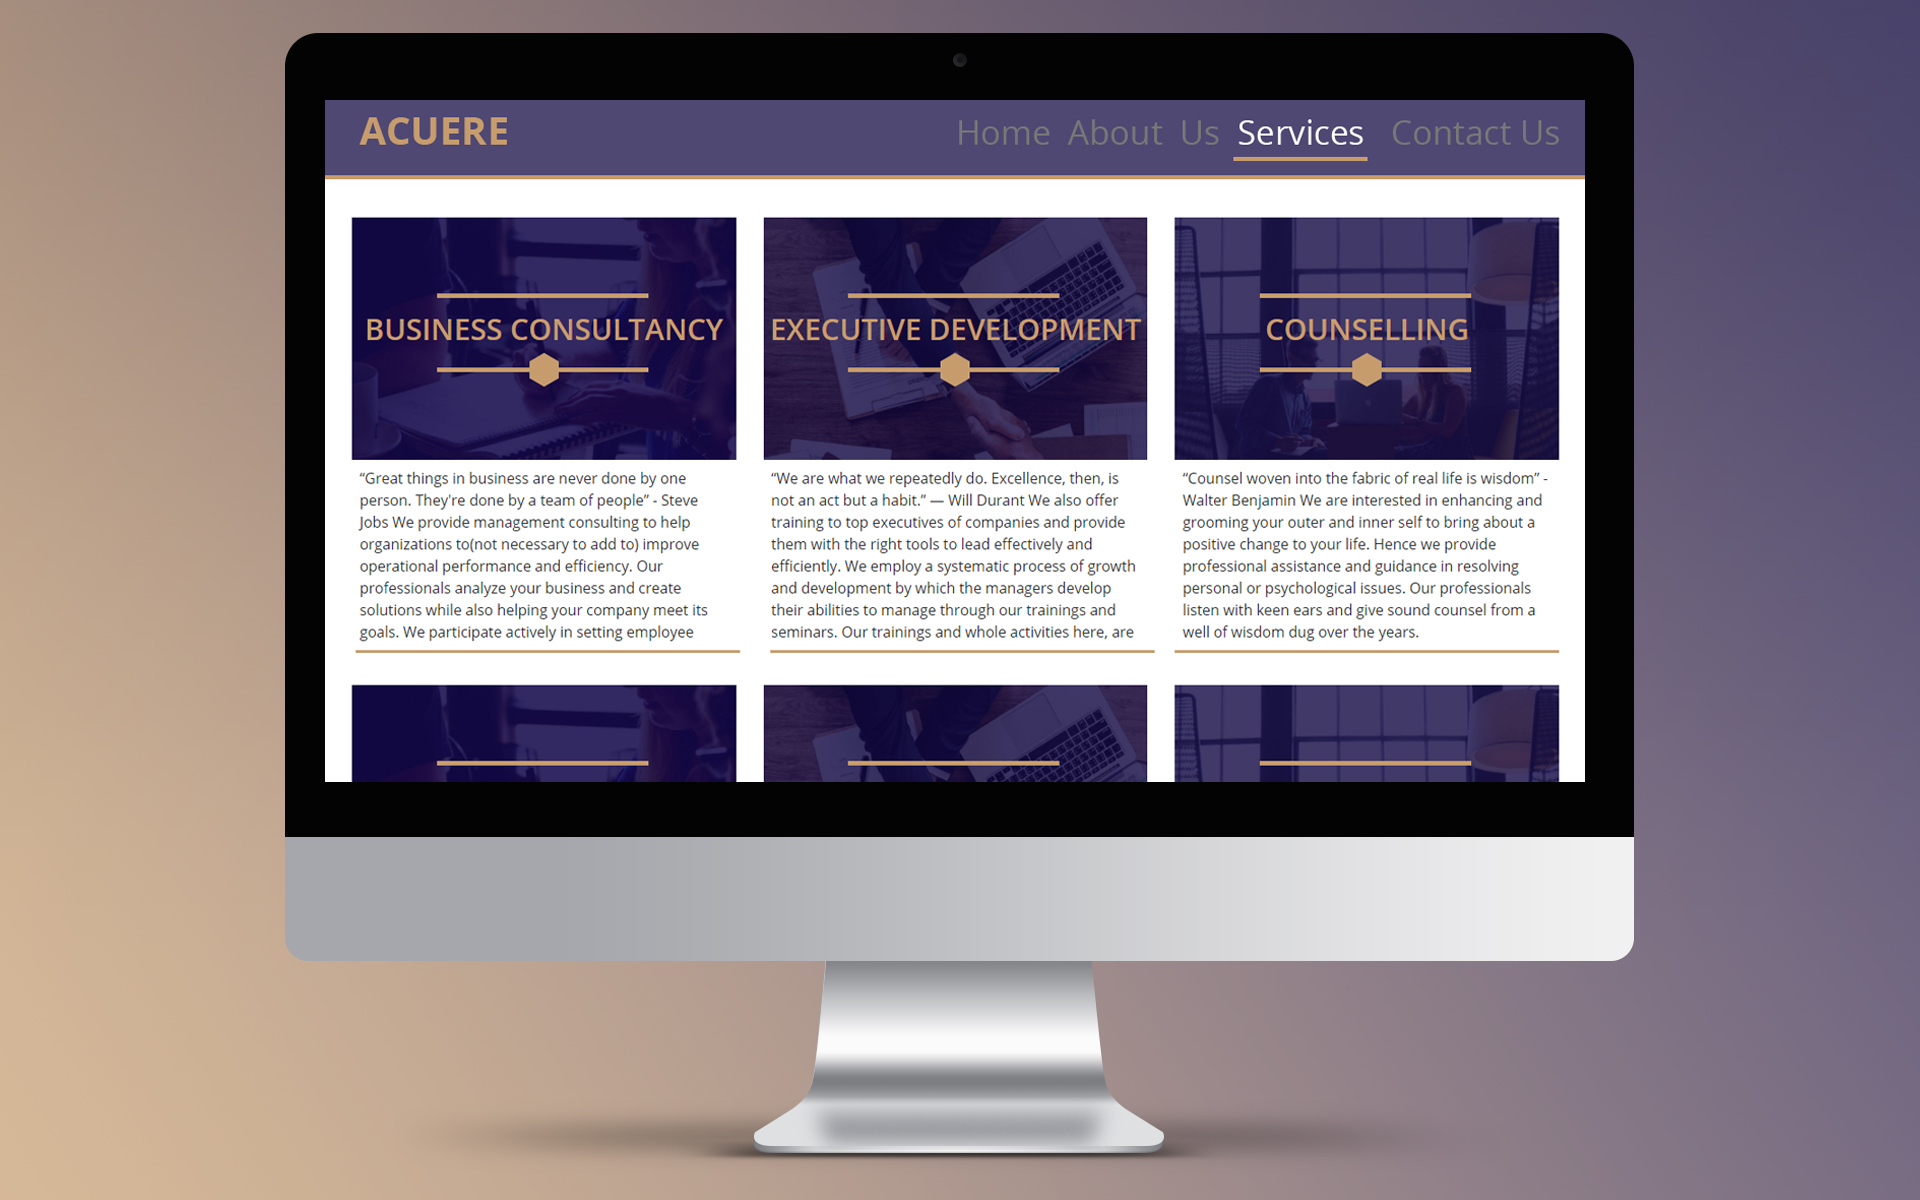 ACUERE
Home About Us Services Contact Us
BUSINESS CONSULTANCY
“Great things in business are never done by one
person. They're done by a team of people” - Steve
Jobs We provide management consulting to help
organizations to(not necessary to add to) improve
operational performance and efficiency. Our
professionals analyze your business and create
solutions while also helping your company meet its
goals. We participate actively in setting employee
EXECUTIVE DEVELOPMENT
“We are what we repeatedly do. Excellence, then, is
not an act but a habit.” — Will Durant We also offer
training to top executives of companies and provide
them with the right tools to lead effectively and
efficiently. We employ a systematic process of growth
and development by which the managers develop
their abilities to manage through our trainings and
seminars. Our trainings and whole activities here, are
COUNSELLING
“Counsel woven into the fabric of real life is wisdom” -
Walter Benjamin We are interested in enhancing and
grooming your outer and inner self to bring about a
positive change to your life. Hence we provide
professional assistance and guidance in resolving
personal or psychological issues. Our professionals
listen with keen ears and give sound counsel from a
well of wisdom dug over the years.